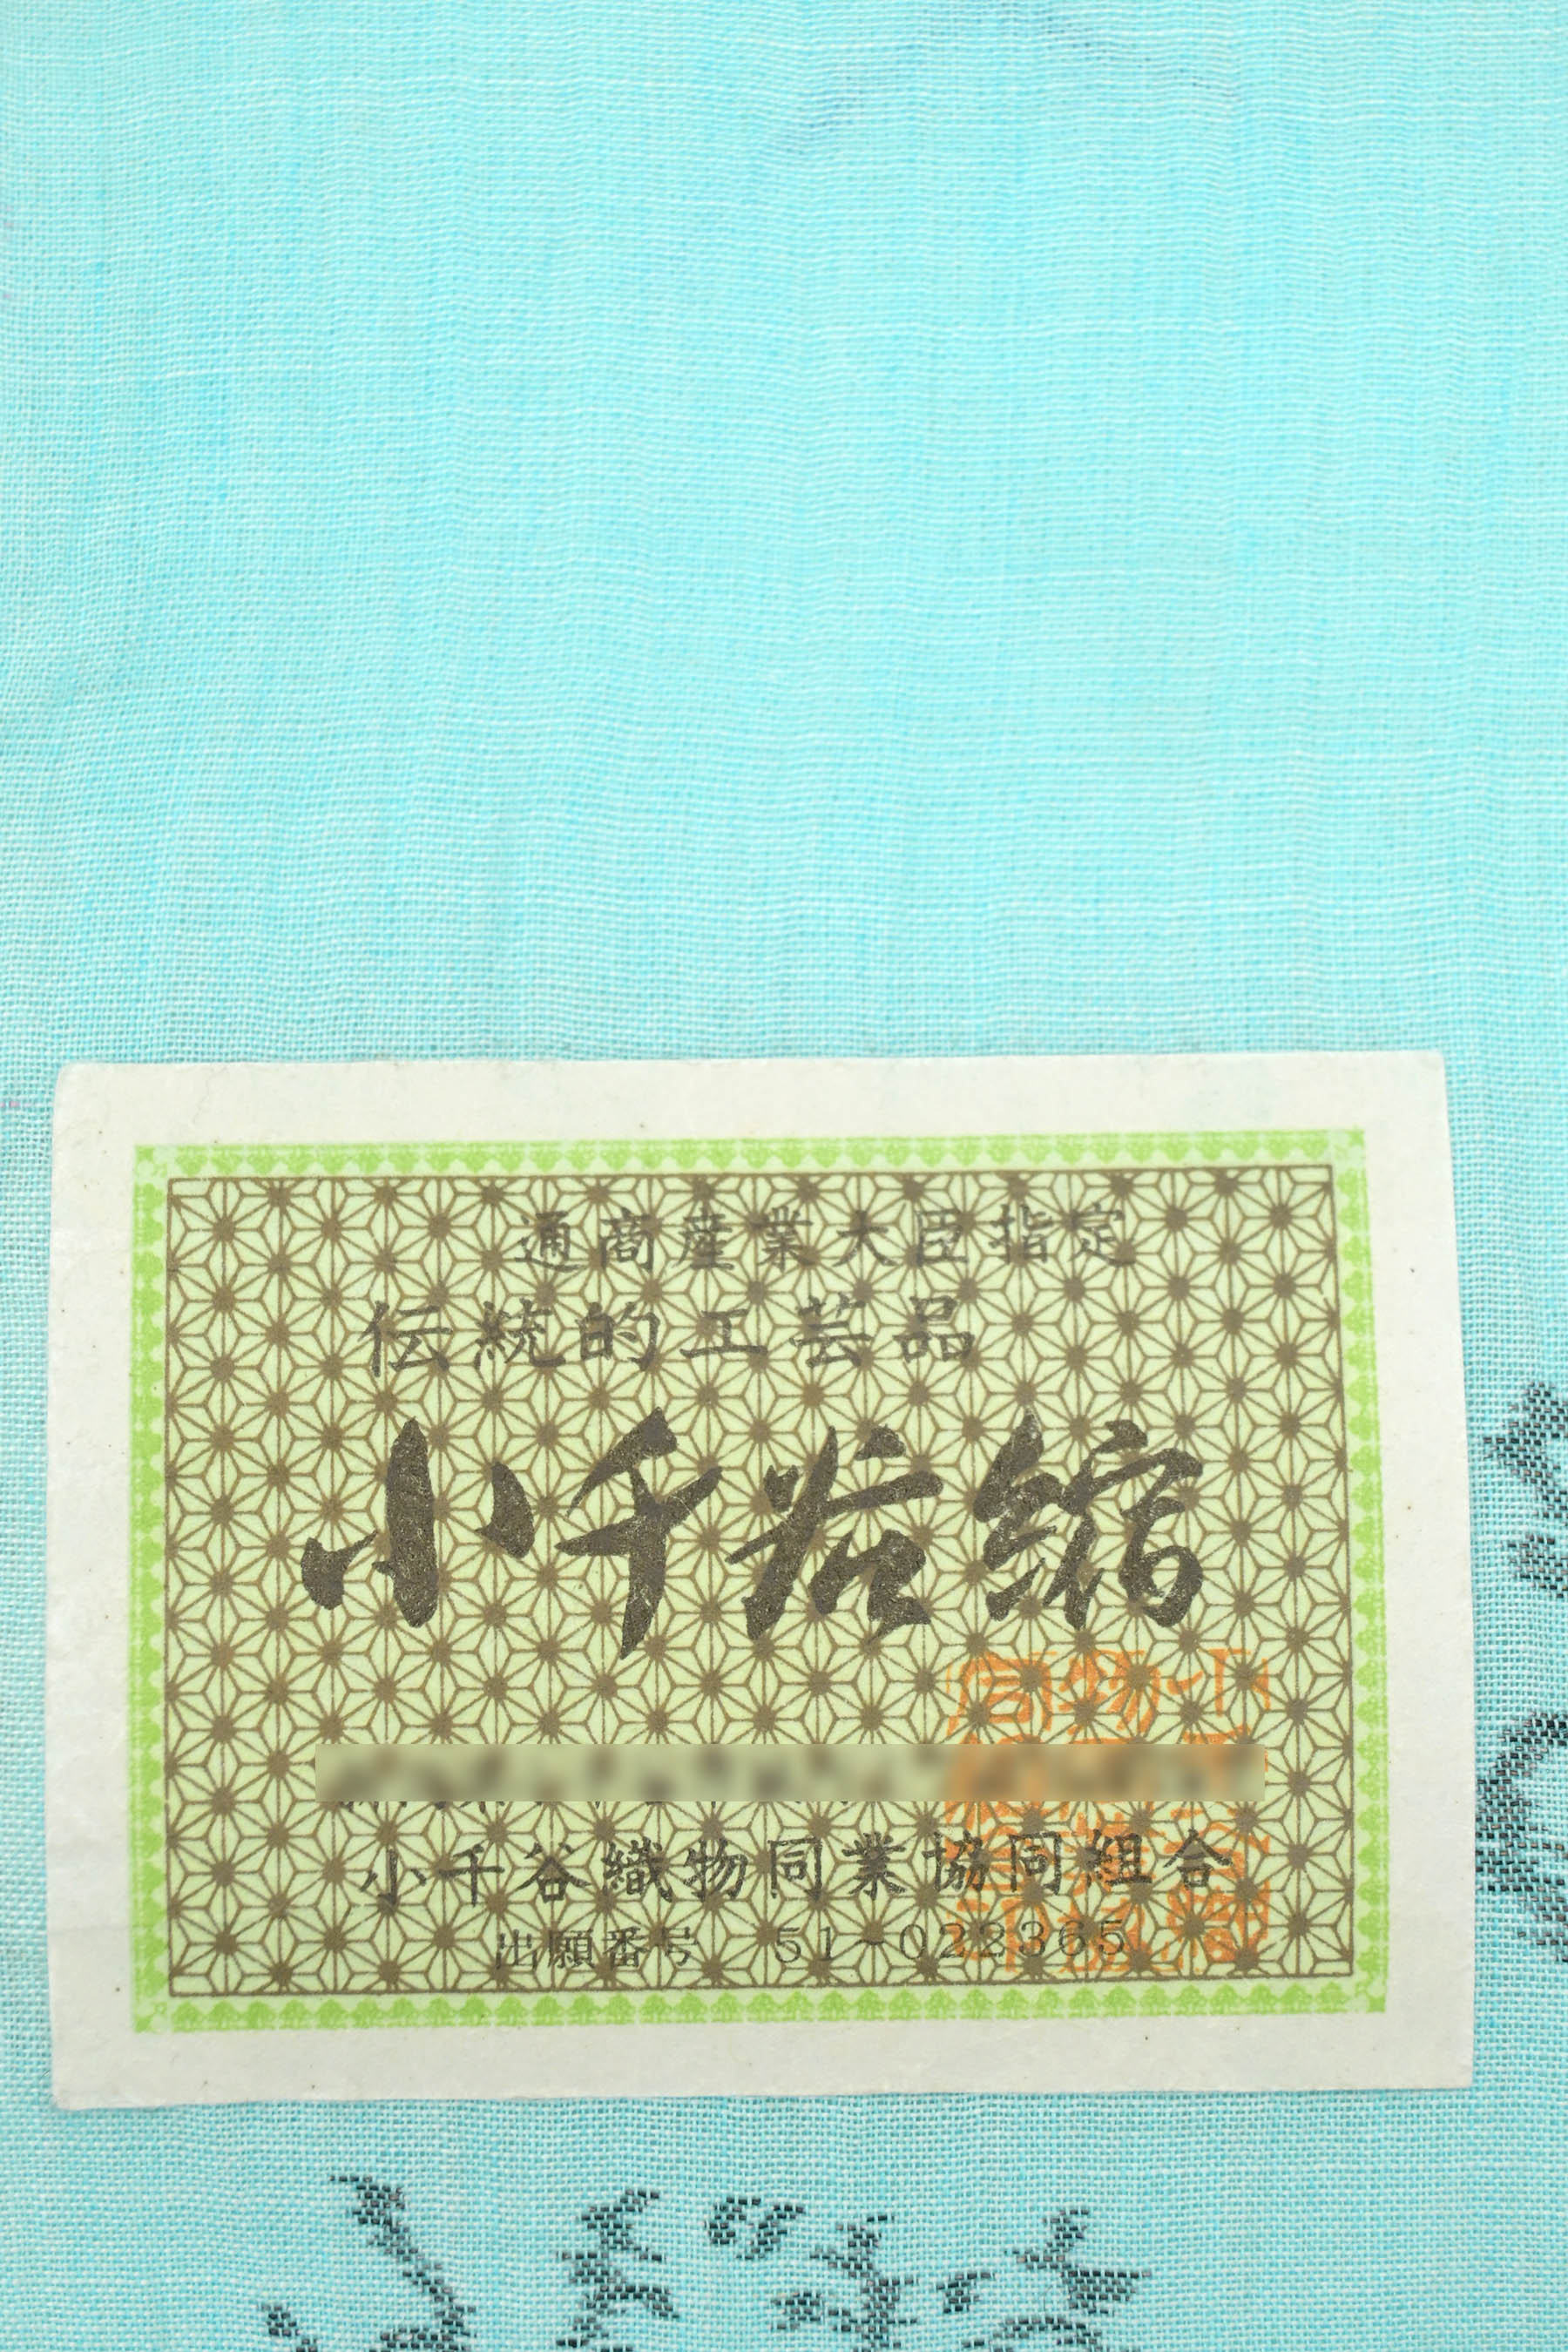 通商産業大臣指定
伝統的工芸品
小千谷縮
小千谷織物同業協同組合
出願番号 51-022365